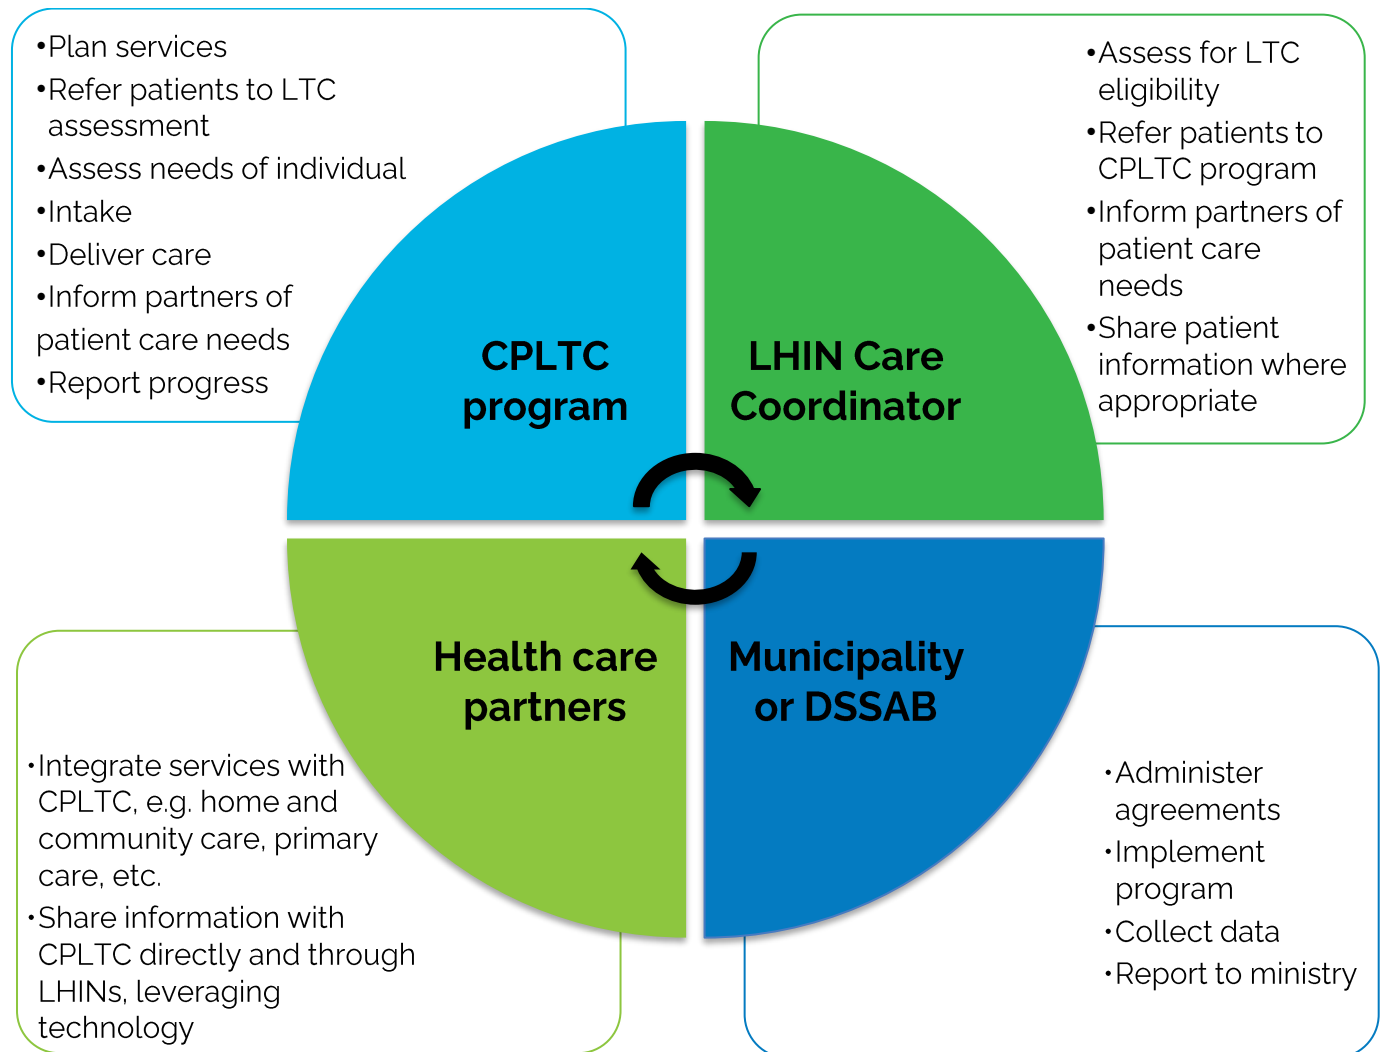 •Plan services
•Refer patients to LTC
assessment
•Assess needs of individual
•Intake
•Deliver care
•Inform partners of
patient care needs
•Report progress
•Assess for LTC
eligibility
•Refer patients to
CPLTC program
•Inform partners of
patient care
needs
•Share patient
information where
appropriate
CPLTC
program
LHIN Care
Coordinator
Health care
partners
Municipality
or DSSAB
•Integrate services with
CPLTC, e.g. home and
community care, primary
care, etc.
•Share information with
CPLTC directly and through
LHINs, leveraging
technology
•Administer
agreements
•Implement
program
•Collect data
•Report to ministry